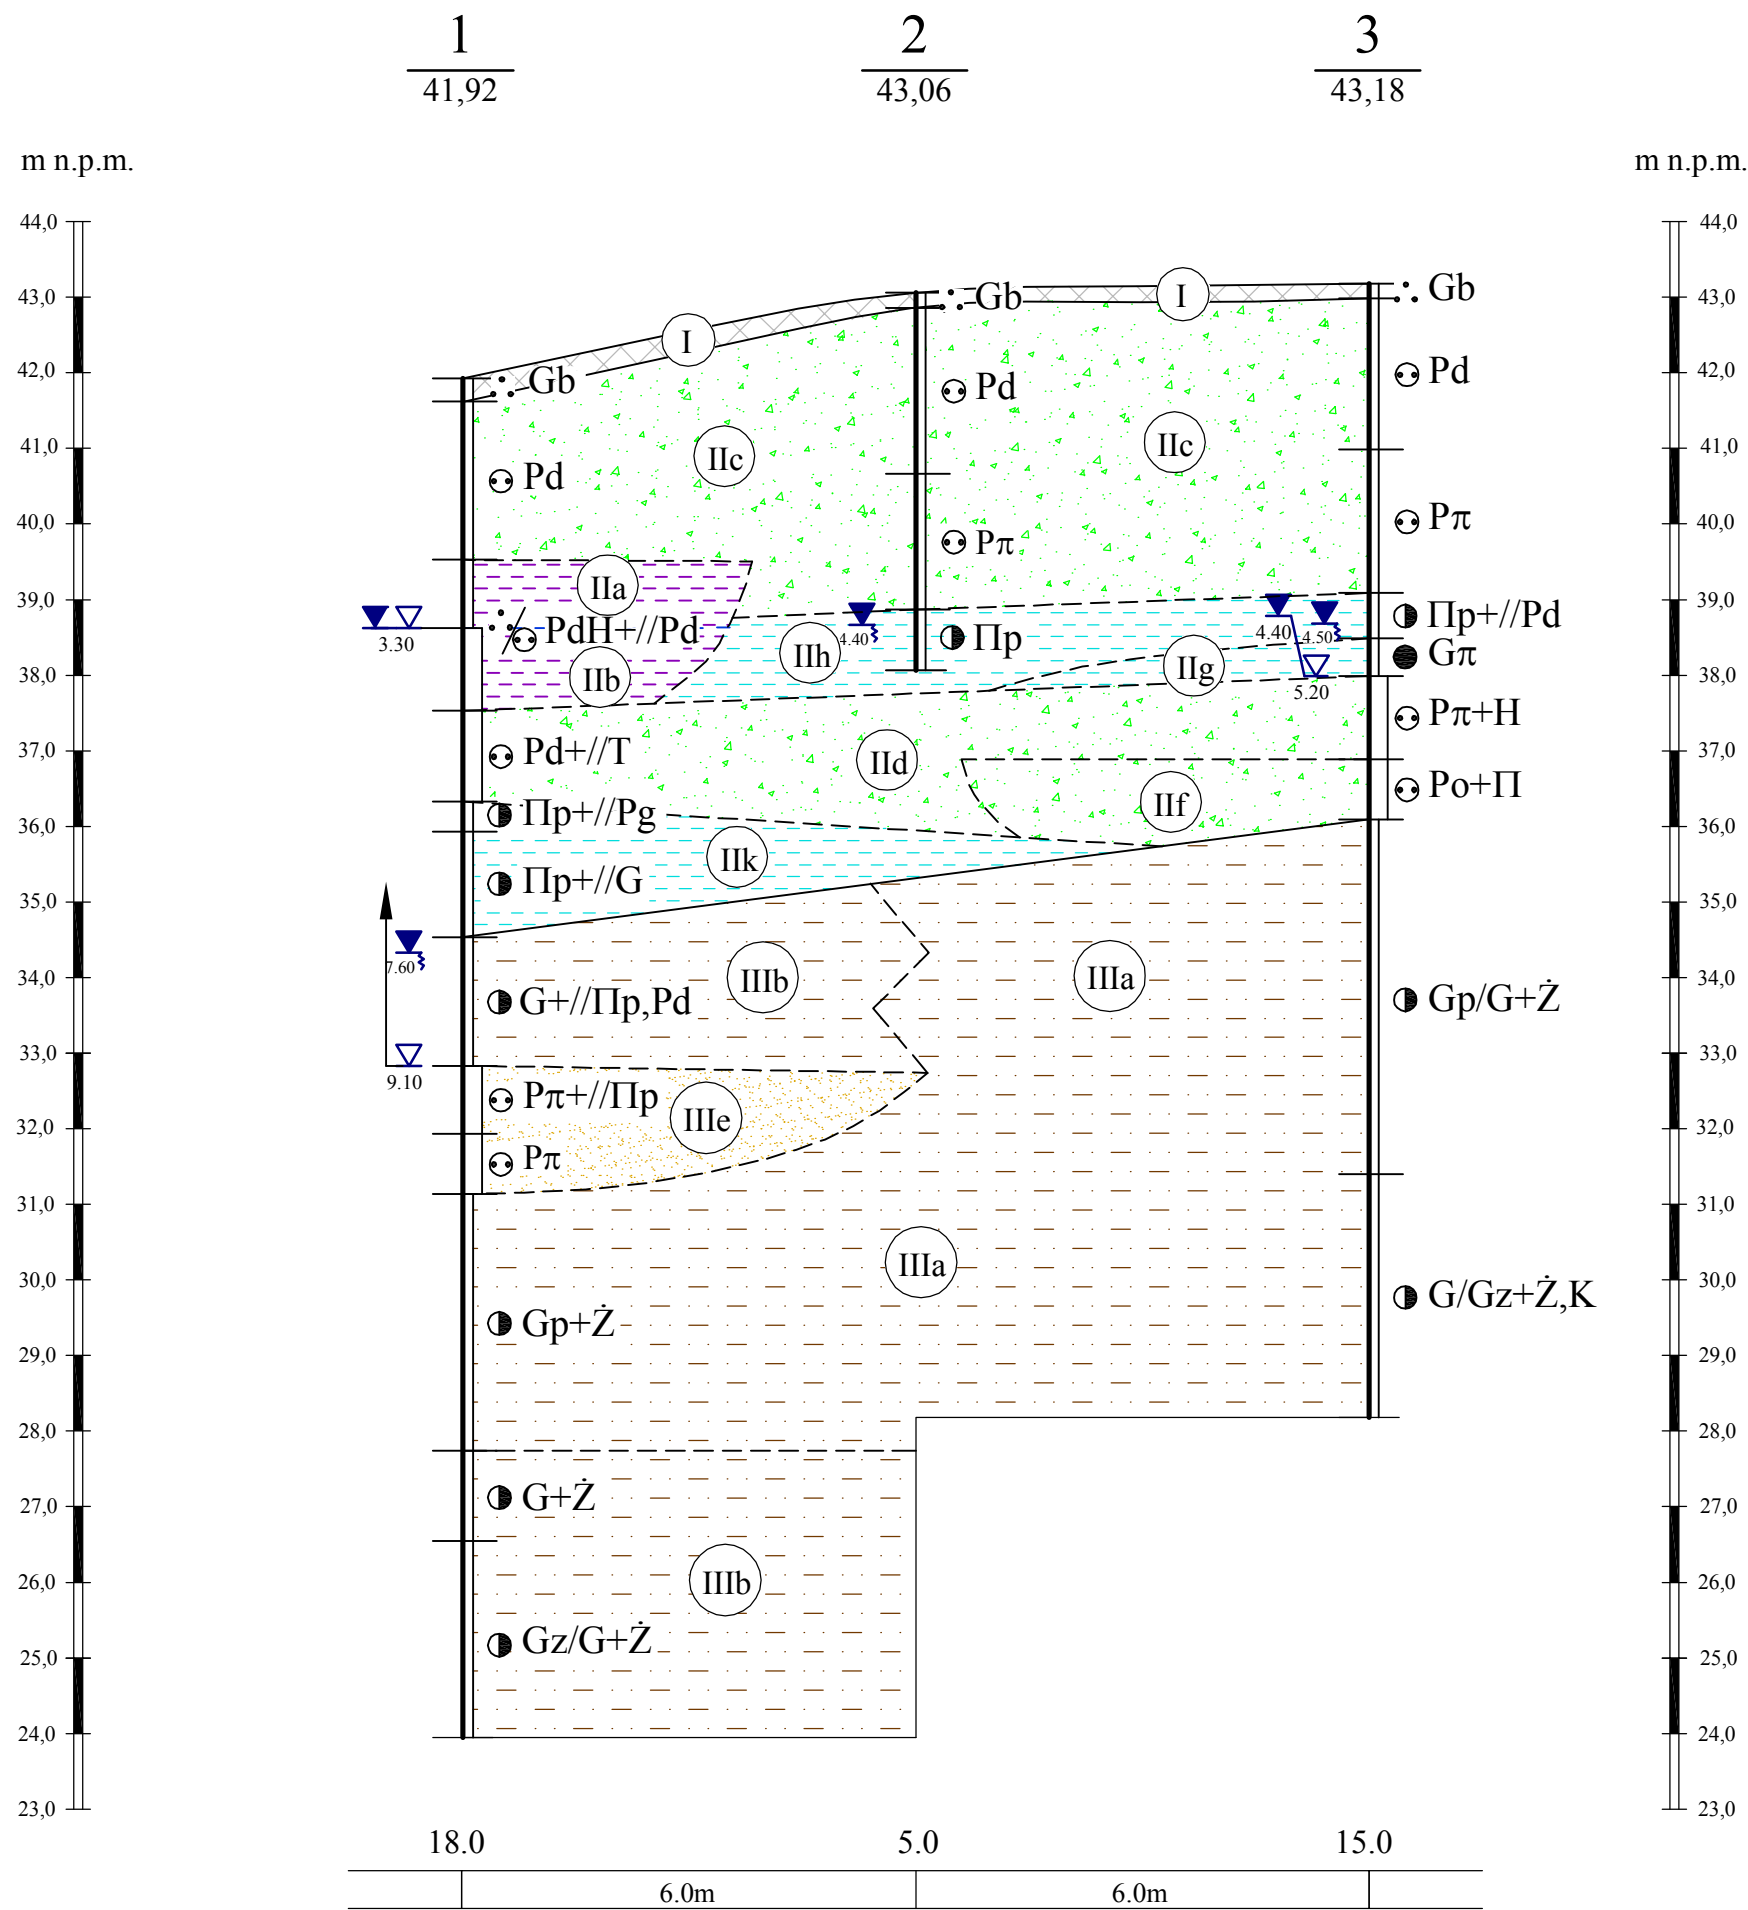 1 2 3
41,92 43,06 43,18
m n.p.m. m n.p.m.
44,0 44,0
43,0 Gb I Gb 43,0
I
42,0 Gb Pd Pd 42,0
41,0 IIc IIc 41,0
Pd
40,0 Pπ Pπ 40,0
IIa
39,0 39,0
3.30 PdH+//Pd IIh 4.40 Пp 4.40 4.50 Пp+//Pd
Gπ
38,0 IIb IIg 5.20 38,0
Pπ+H
37,0 Pd+//T IId 37,0
IIf Po+П
36,0 Пp+//Pg 36,0
IIk
35,0 Пp+//G 35,0
7.60
34,0 G+//Пp,Pd IIIb IIIa Gp/G+Ż 34,0
33,0 33,0
9.10 Pπ+//Пp
32,0 IIIe 32,0
Pπ
31,0 31,0
30,0 IIIa G/Gz+Ż,K 30,0
Gp+Ż
29,0 29,0
28,0 28,0
27,0 G+Ż 27,0
26,0 IIIb 26,0
25,0 Gz/G+Ż 25,0
24,0 24,0
23,0 23,0
18.0 5.0 15.0
6.0m 6.0m